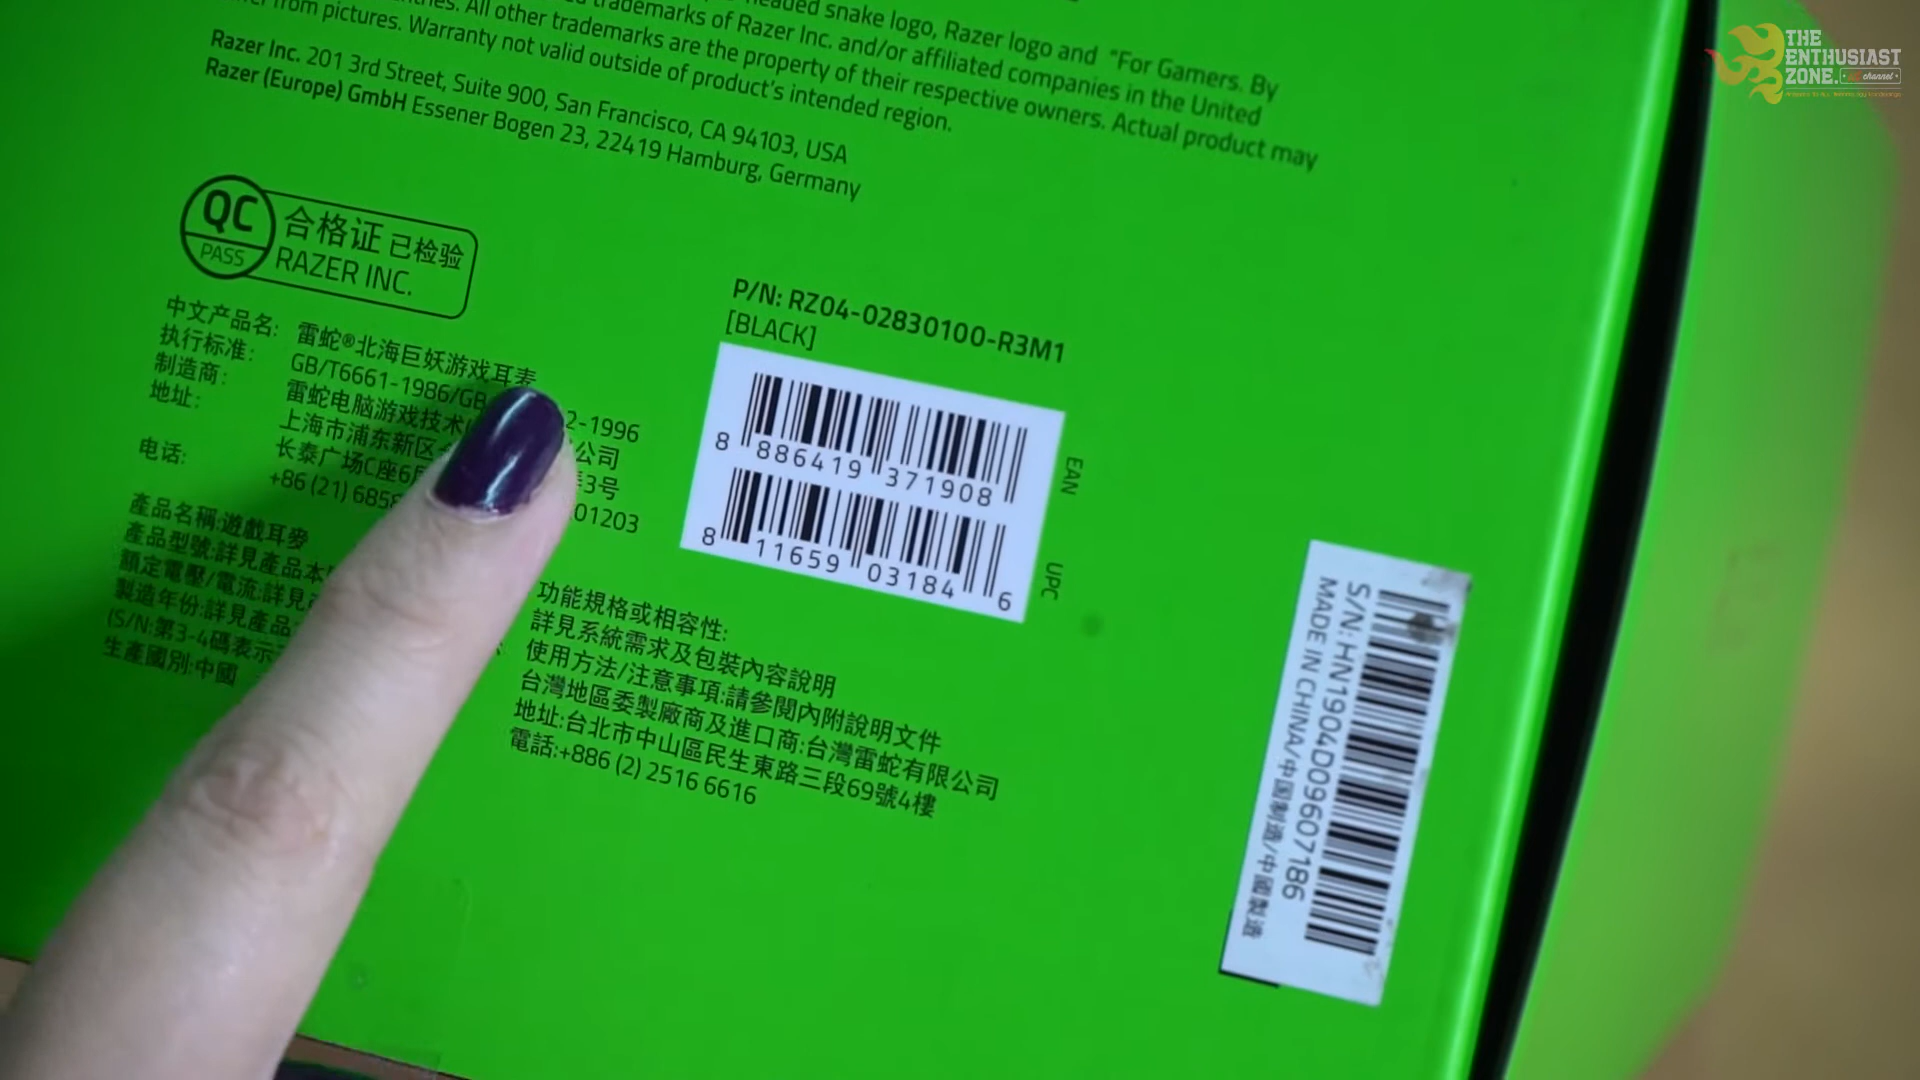 headed snake logo, Razer logo and "For Gamers. By
trademarks of Razer Inc. and/or affiliated companies in the United
All other trademarks are the property of their respective owners. Actual product may
from pictures. Warranty not valid outside of product's intended region.
Razer Inc. 201 3rd Street, Suite 900, San Francisco, CA 94103, USA
Razer (Europe) GmbH Essener Bogen 23, 22419 Hamburg, Germany
QC
PASS
合格证 已检验
RAZER INC.
中文产品名: 雷蛇®北海巨妖游戏耳麦
执行标准: GB/T6661-1986/GB 2-1996
制造商: 雷蛇电脑游戏技术 公司
地址: 上海市浦东新区 3号
长泰广场C座6 01203
电话: +86 (21) 685
產品名稱:遊戲耳麥
產品型號:詳見產品本
額定電壓/電流:詳見
製造年份:詳見產品
(S/N:第3-4碼表示
生產國別:中國
P/N: RZ04-02830100-R3M1
[BLACK]
8 886419 371908
EAN
8 11659 03184 6
UPC
功能規格或相容性:
詳見系統需求及包裝內容說明
使用方法/注意事項:請參閱內附說明文件
台灣地區委製廠商及進口商:台灣雷蛇有限公司
地址:台北市中山區民生東路三段69號4樓
電話:+886 (2) 2516 6616
S/N: HN1904D09607186
MADE IN CHINA/中国制造/中國製造
THE
ENTHUSIAST
ZONE.
channel